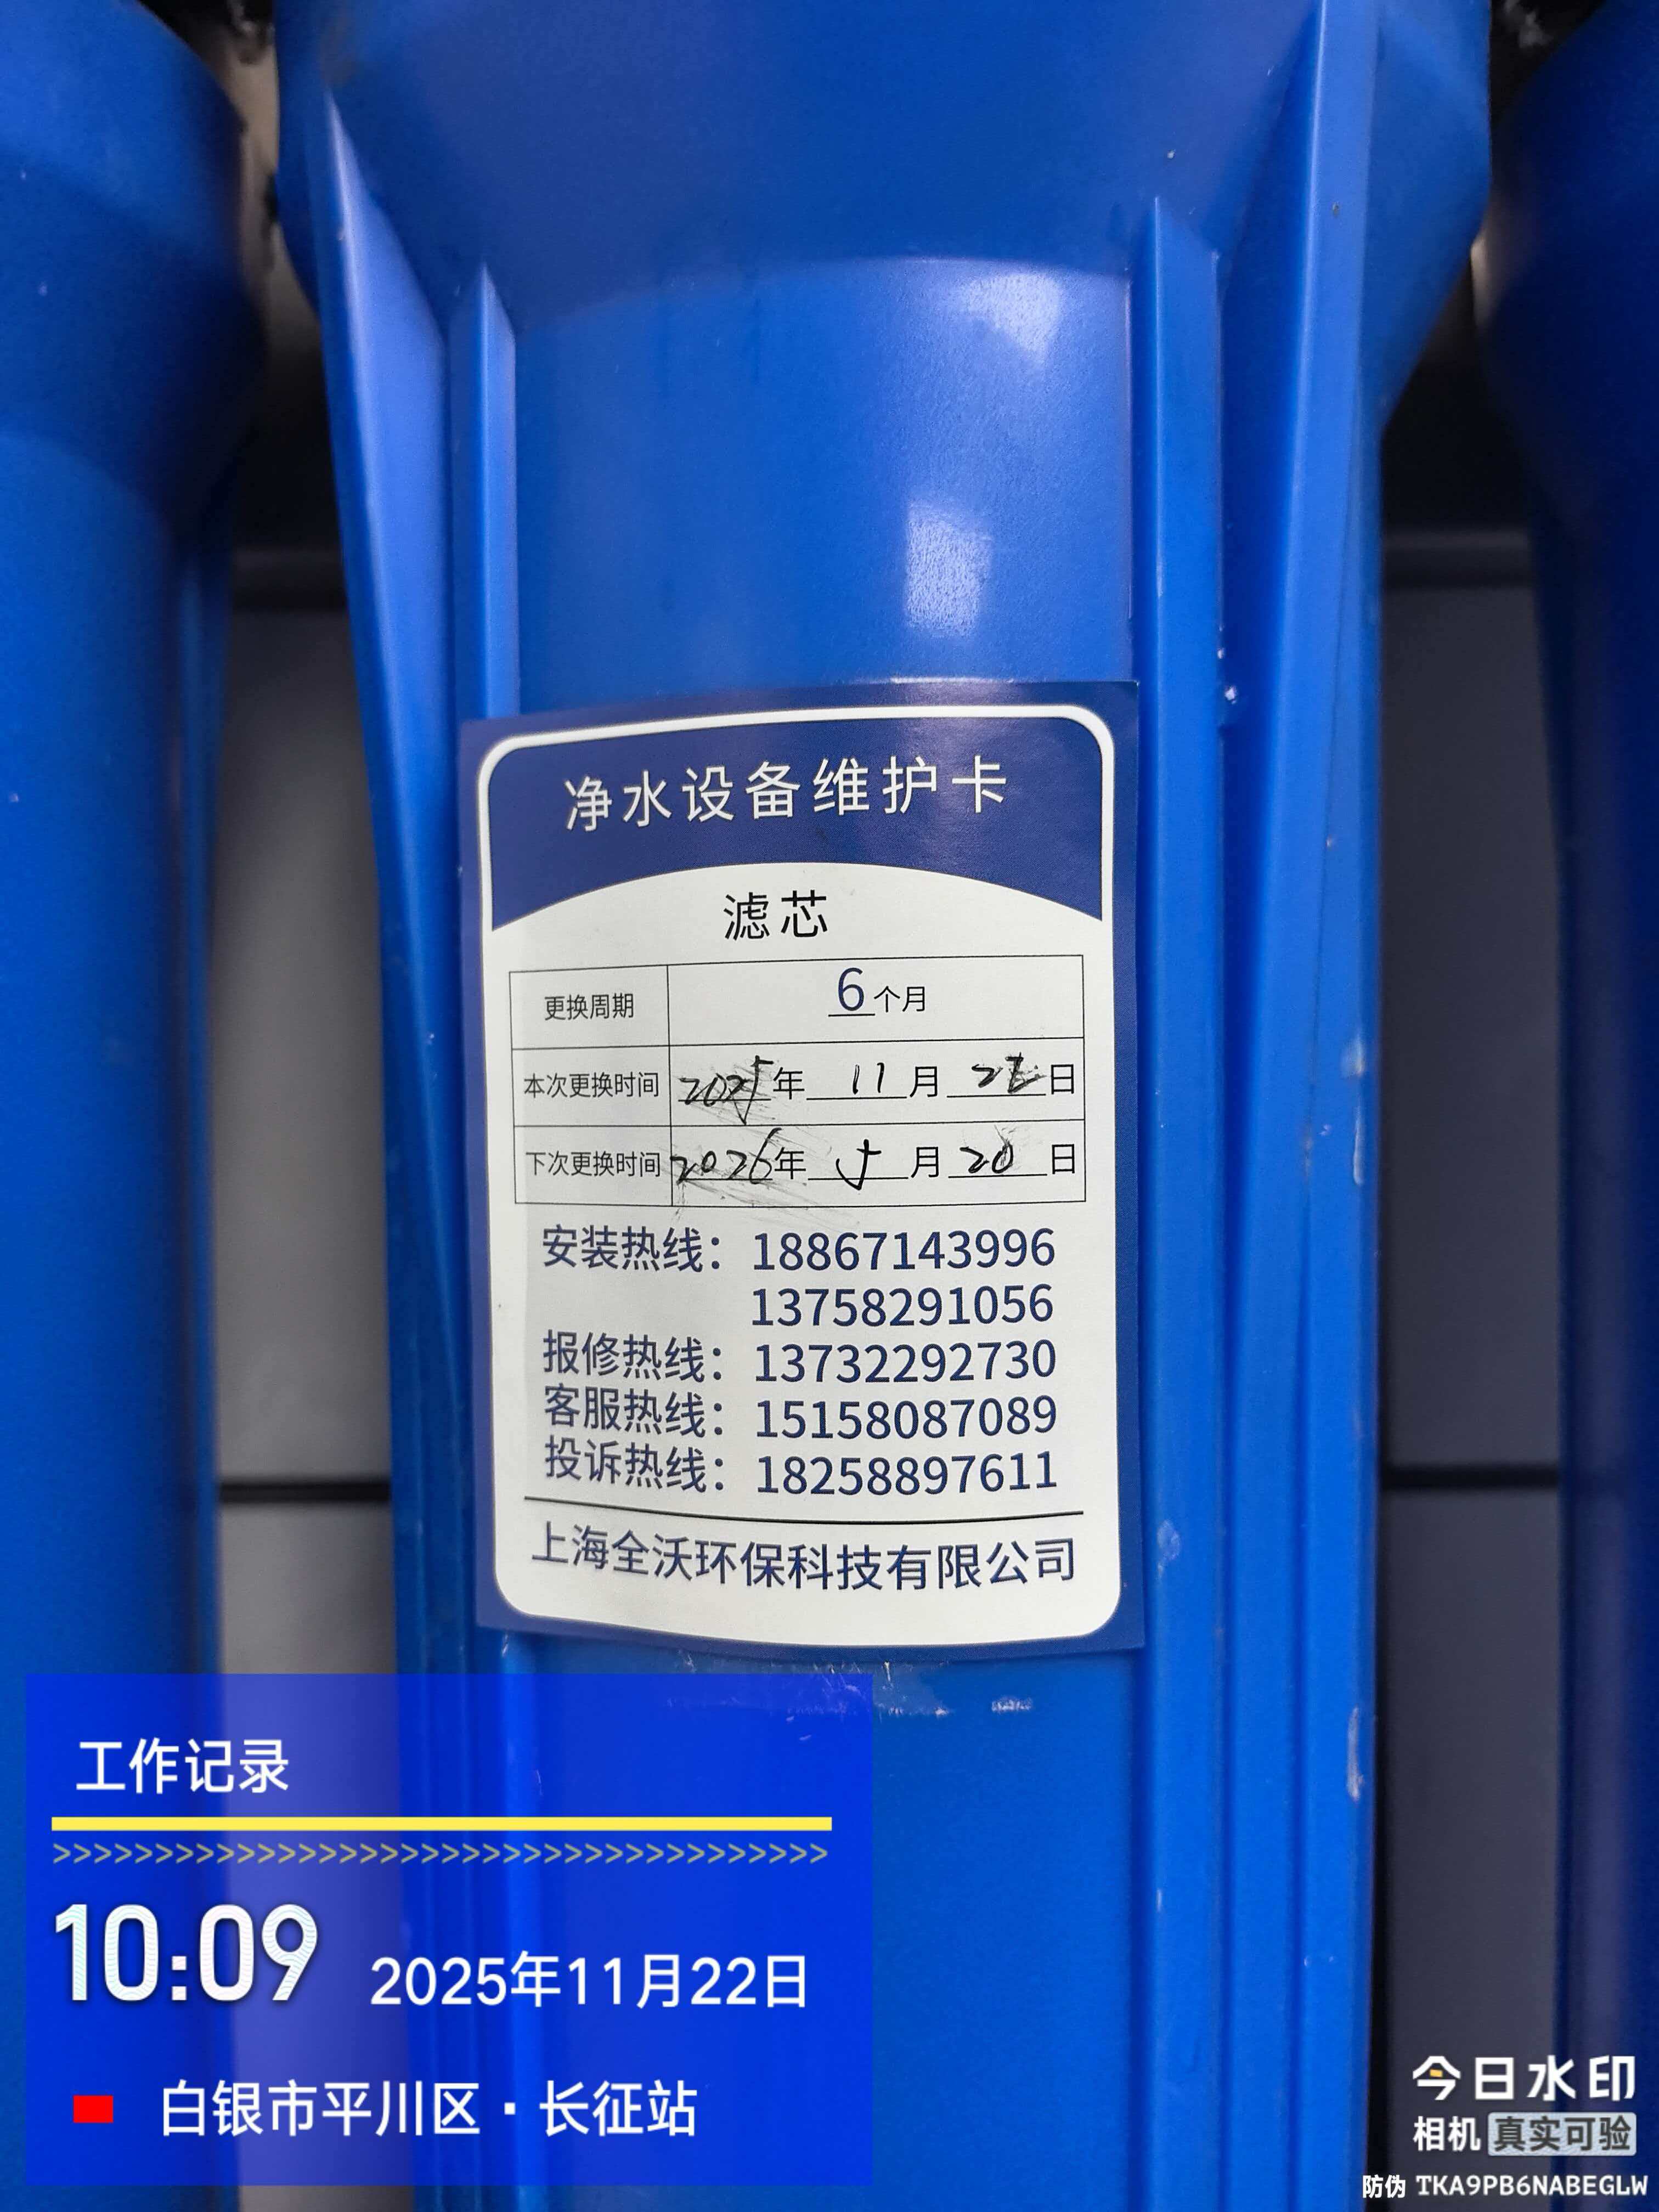 净水设备维护卡
滤芯
更换周期 6个月
本次更换时间 2025年 11月 22日
下次更换时间 2026年 5月 20日
安装热线：18867143996
13758291056
报修热线：13732292730
客服热线：15158087089
投诉热线：18258897611
上海全沃环保科技有限公司
工作记录
>>>>>>>>>>>>>>>>>>>>>>>>>>>>>>>>>>>>>>
10:09 2025年11月22日
白银市平川区·长征站
今日水印
相机 真实可验
防伪 TKA9PB6NABEGLW